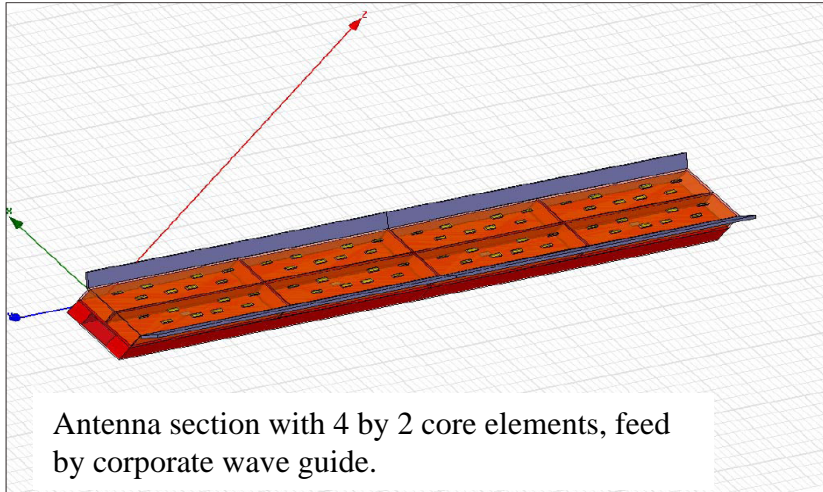 z
x
Antenna section with 4 by 2 core elements, feed
by corporate wave guide.